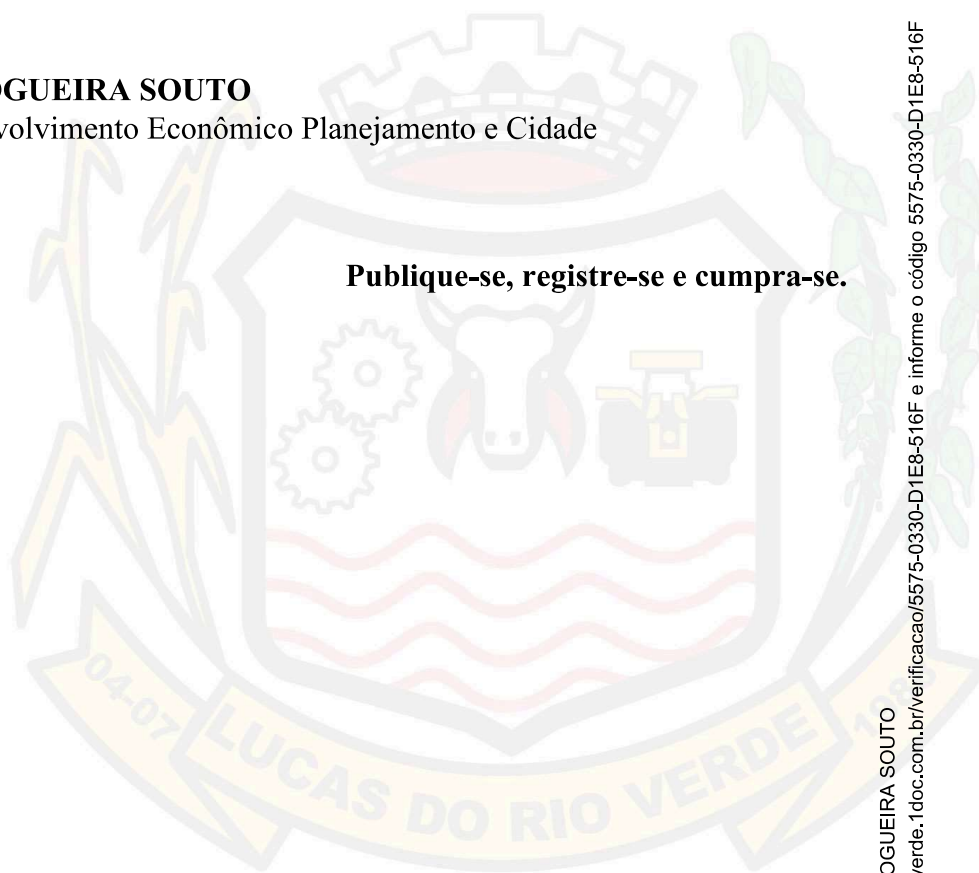 OGUEIRA SOUTO
volvimento Econômico Planejamento e Cidade
Publique-se, registre-se e cumpra-se.
04-07
LUCAS DO RIO VERDE
OGUEIRA SOUTO
verde.1doc.com.br/verificacao/5575-0330-D1E8-516F e informe o código 5575-0330-D1E8-516F